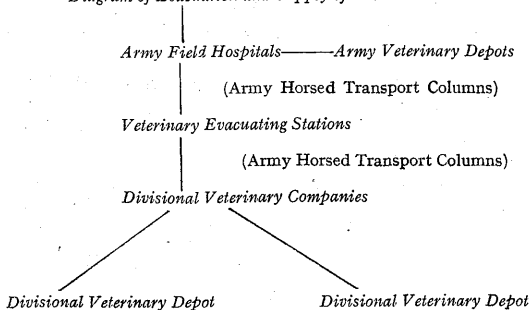 Army Field Hospitals——Army Veterinary Depots
(Army Horsed Transport Columns)
Veterinary Evacuating Stations
(Army Horsed Transport Columns)
Divisional Veterinary Companies
Divisional Veterinary Depot Divisional Veterinary Depot